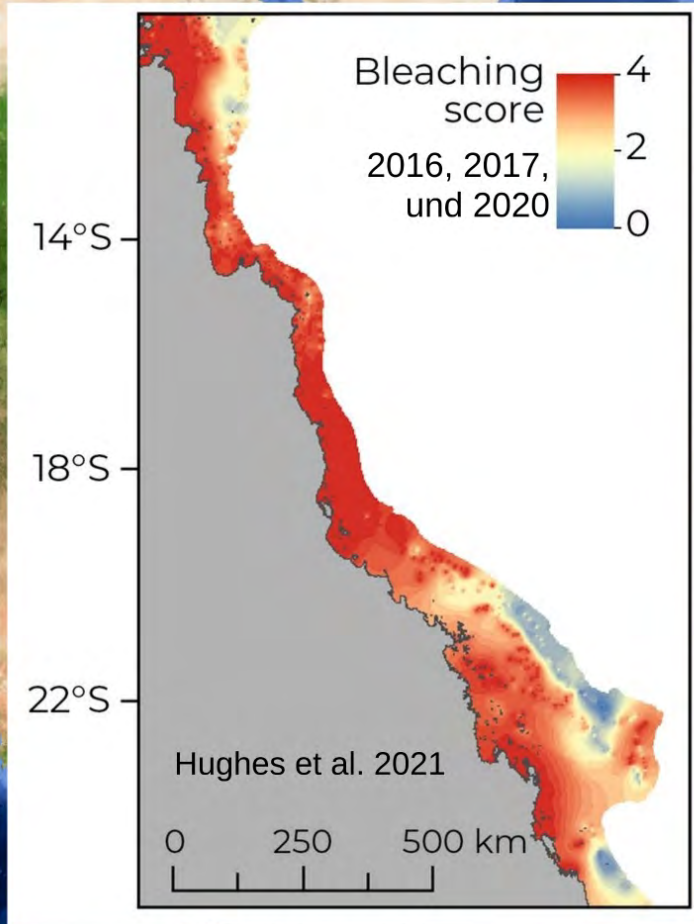 Bleaching
score
2016, 2017,
und 2020
4
2
0
14°S
18°S
22°S
Hughes et al. 2021
0 250 500 km